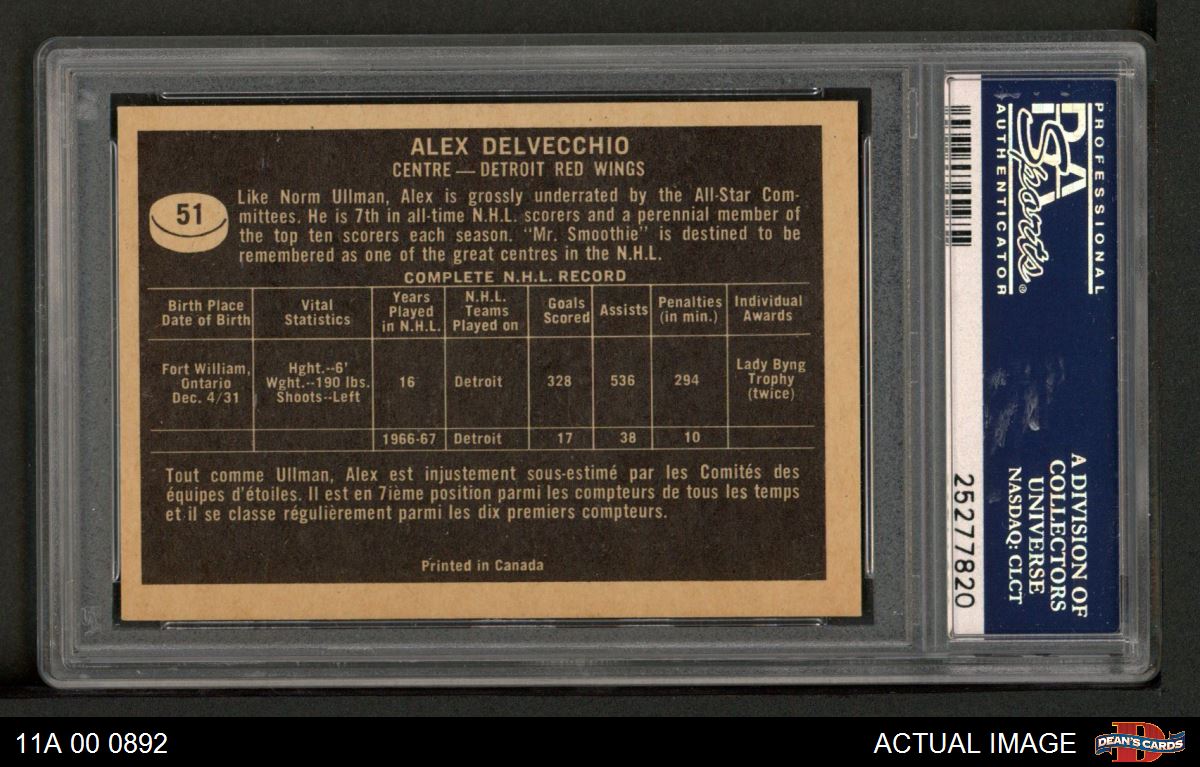 ALEX DELVECCHIO
CENTRE — DETROIT RED WINGS
51
Like Norm Ullman, Alex is grossly underrated by the All-Star Com-
mittees. He is 7th in all-time N.H.L. scorers and a perennial member of
top ten scorers each season. “Mr. Smoothie” is destined to be
remembered as one of the great centres in the N.H.L.
COMPLETE N.H.L. RECORD
Birth Place
Date of Birth
Vital
Statistics
Years
Played
in N.H.L.
N.H.L.
Teams
Played on
Goals
Scored
Assists
Penalties
(in min.)
Individual
Awards
Fort William,
Ontario
Dec. 4/31
Hght.--6'
Wght.--190 lbs.
Shoots--Left
16
Detroit
328
536
294
Lady Byng
Trophy
(twice)
1966-67
Detroit
17
38
10
Tout comme Ullman, Alex est injustement sous-estimé par les Comités des
équipes d'étoiles. Il est en 7ième position parmi les compteurs de tous les temps
et il se classe régulièrement parmi les dix premiers compteurs.
Printed in Canada
PROFESSIONAL
PSA
Sports®
AUTHENTICATOR
A DIVISION OF
COLLECTORS
UNIVERSE
NASDAQ: CLCT
25277820
11A 00 0892
ACTUAL IMAGE
D
DEAN'S CARDS